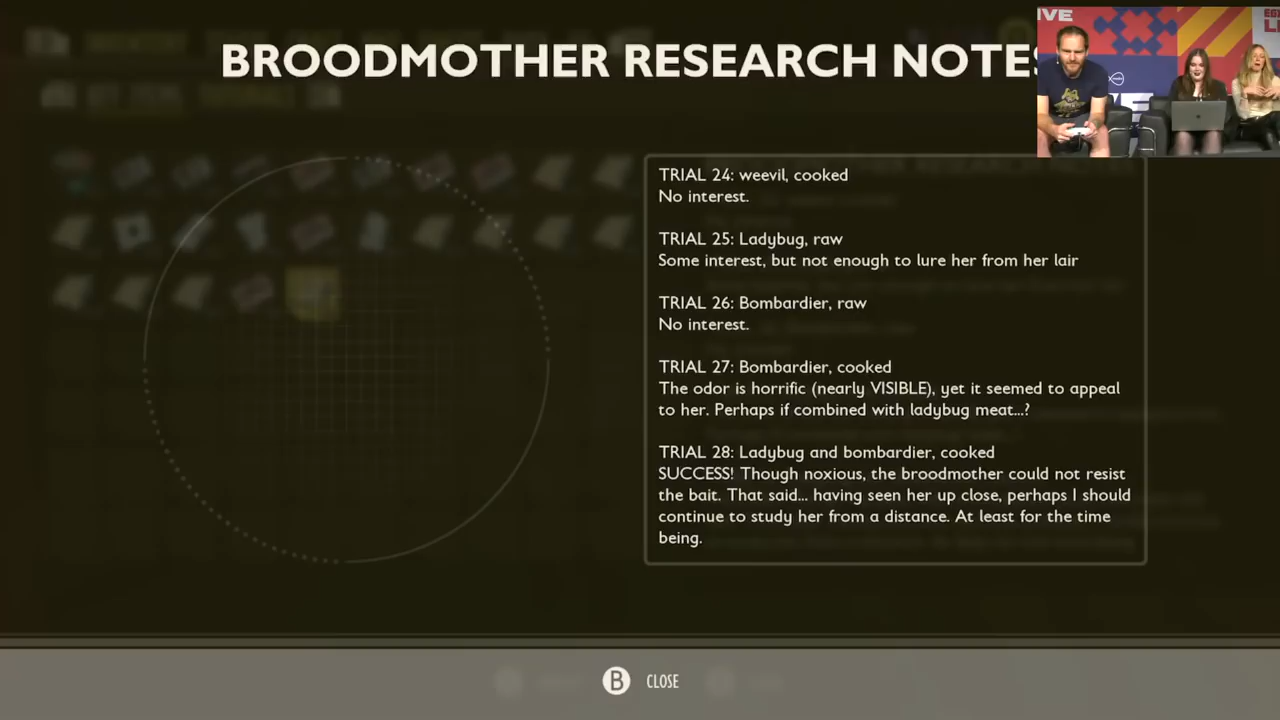 BROODMOTHER RESEARCH NOTES
TRIAL 24: weevil, cooked
No interest.
TRIAL 25: Ladybug, raw
Some interest, but not enough to lure her from her lair
TRIAL 26: Bombardier, raw
No interest.
TRIAL 27: Bombardier, cooked
The odor is horrific (nearly VISIBLE), yet it seemed to appeal
to her. Perhaps if combined with ladybug meat...?
TRIAL 28: Ladybug and bombardier, cooked
SUCCESS! Though noxious, the broodmother could not resist
the bait. That said... having seen her up close, perhaps I should
continue to study her from a distance. At least for the time
being.
B CLOSE